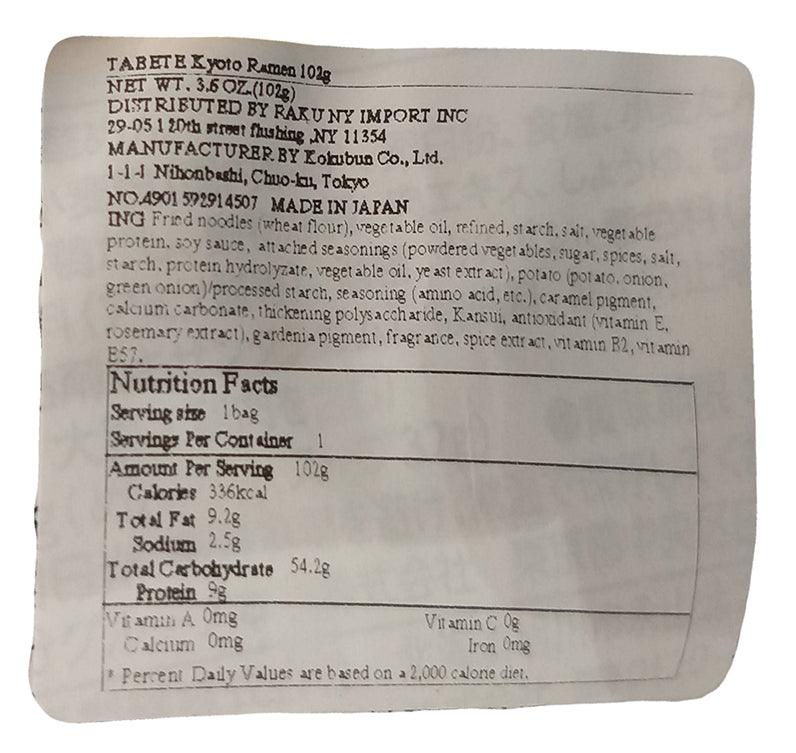 TABETE Kyoto Ramen 102g
NET WT. 3.6 OZ.(102g)
DISTRIBUTED BY RAKU NY IMPORT INC
29-05 120th street flushing ,NY 11354
MANUFACTURER BY Kokubun Co., Ltd.
1-1-1 Nihonbashi, Chuo-ku, Tokyo
NO.4901592914507 MADE IN JAPAN
ING Fried noodles (wheat flour), vegetable oil, refined, starch, salt, vegetable
protein, soy sauce, attached seasonings (powdered vegetables, sugar, spices, salt,
starch, protein hydrolyzate, vegetable oil, yeast extract), potato (potato, onion,
green onion)/processed starch, seasoning (amino acid, etc.), caramel pigment,
calcium carbonate, thickening polysaccharide, Kansui, antioxidant (vitamin E,
rosemary extract), gardenia pigment, fragrance, spice extract, vitamin B2, vitamin
E57.
Nutrition Facts
Serving size 1bag
Servings Per Container 1
Amount Per Serving 102g
Calories 336kcal
Total Fat 9.2g
Sodium 2.5g
Total Carbohydrate 54.2g
Protein 9g
Vitamin A 0mg Vitamin C 0g
Calcium 0mg Iron 0mg
* Percent Daily Values are based on a 2,000 calorie diet.